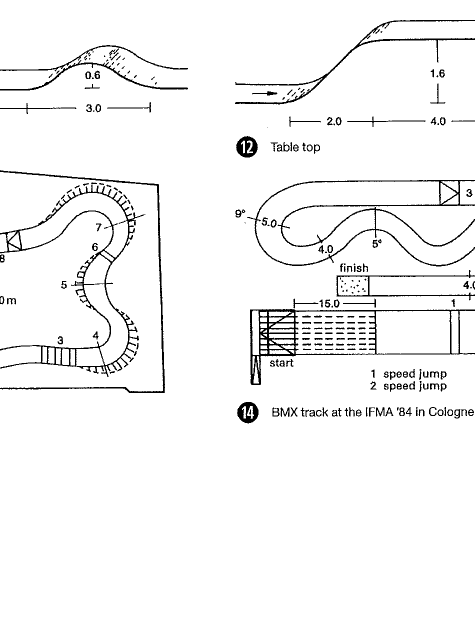 0.6
3.0
1.6
2.0
4.0
12 Table top
7
6
5
8
0 m
3
4
3
9°
5.0
4.0
5°
finish
4.0
15.0
1
start
1 speed jump
2 speed jump
14 BMX track at the IFMA '84 in Cologne